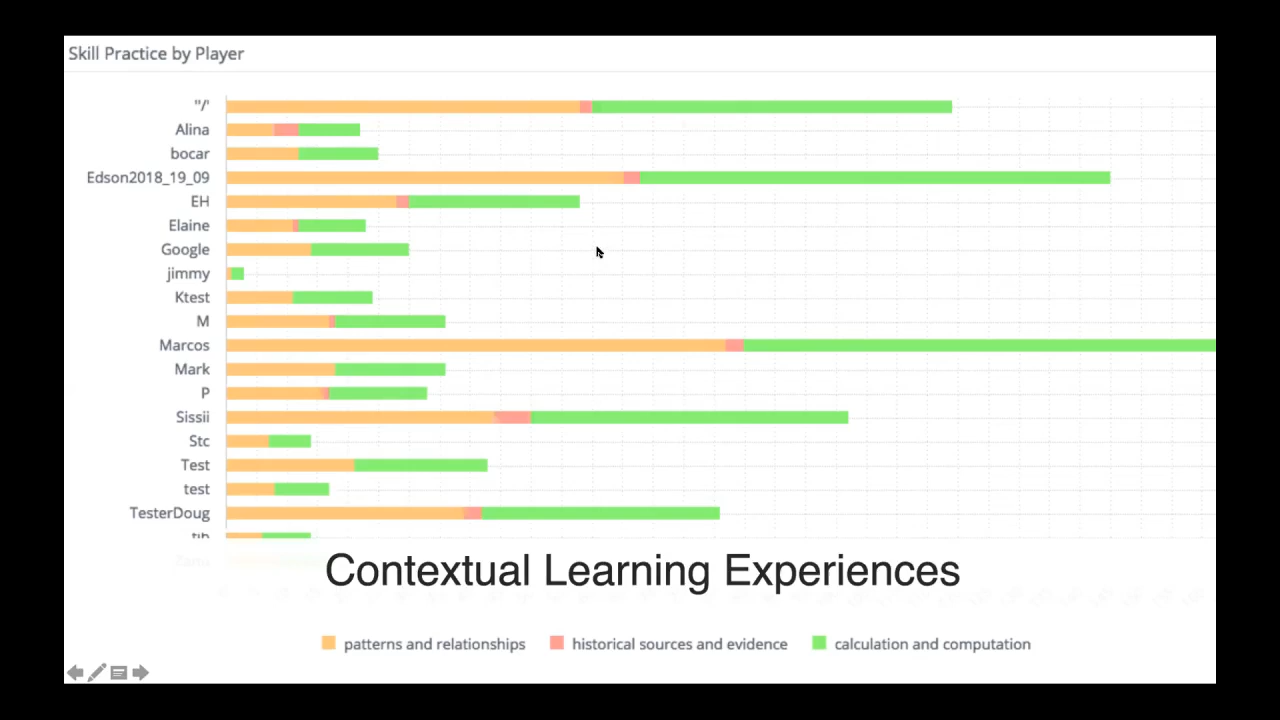 Skill Practice by Player
"/'
Alina
bocar
Edson2018_19_09
EH
Elaine
Google
jimmy
Ktest
M
Marcos
Mark
P
Sissii
Stc
Test
test
TesterDoug
Contextual Learning Experiences
patterns and relationships
historical sources and evidence
calculation and computation